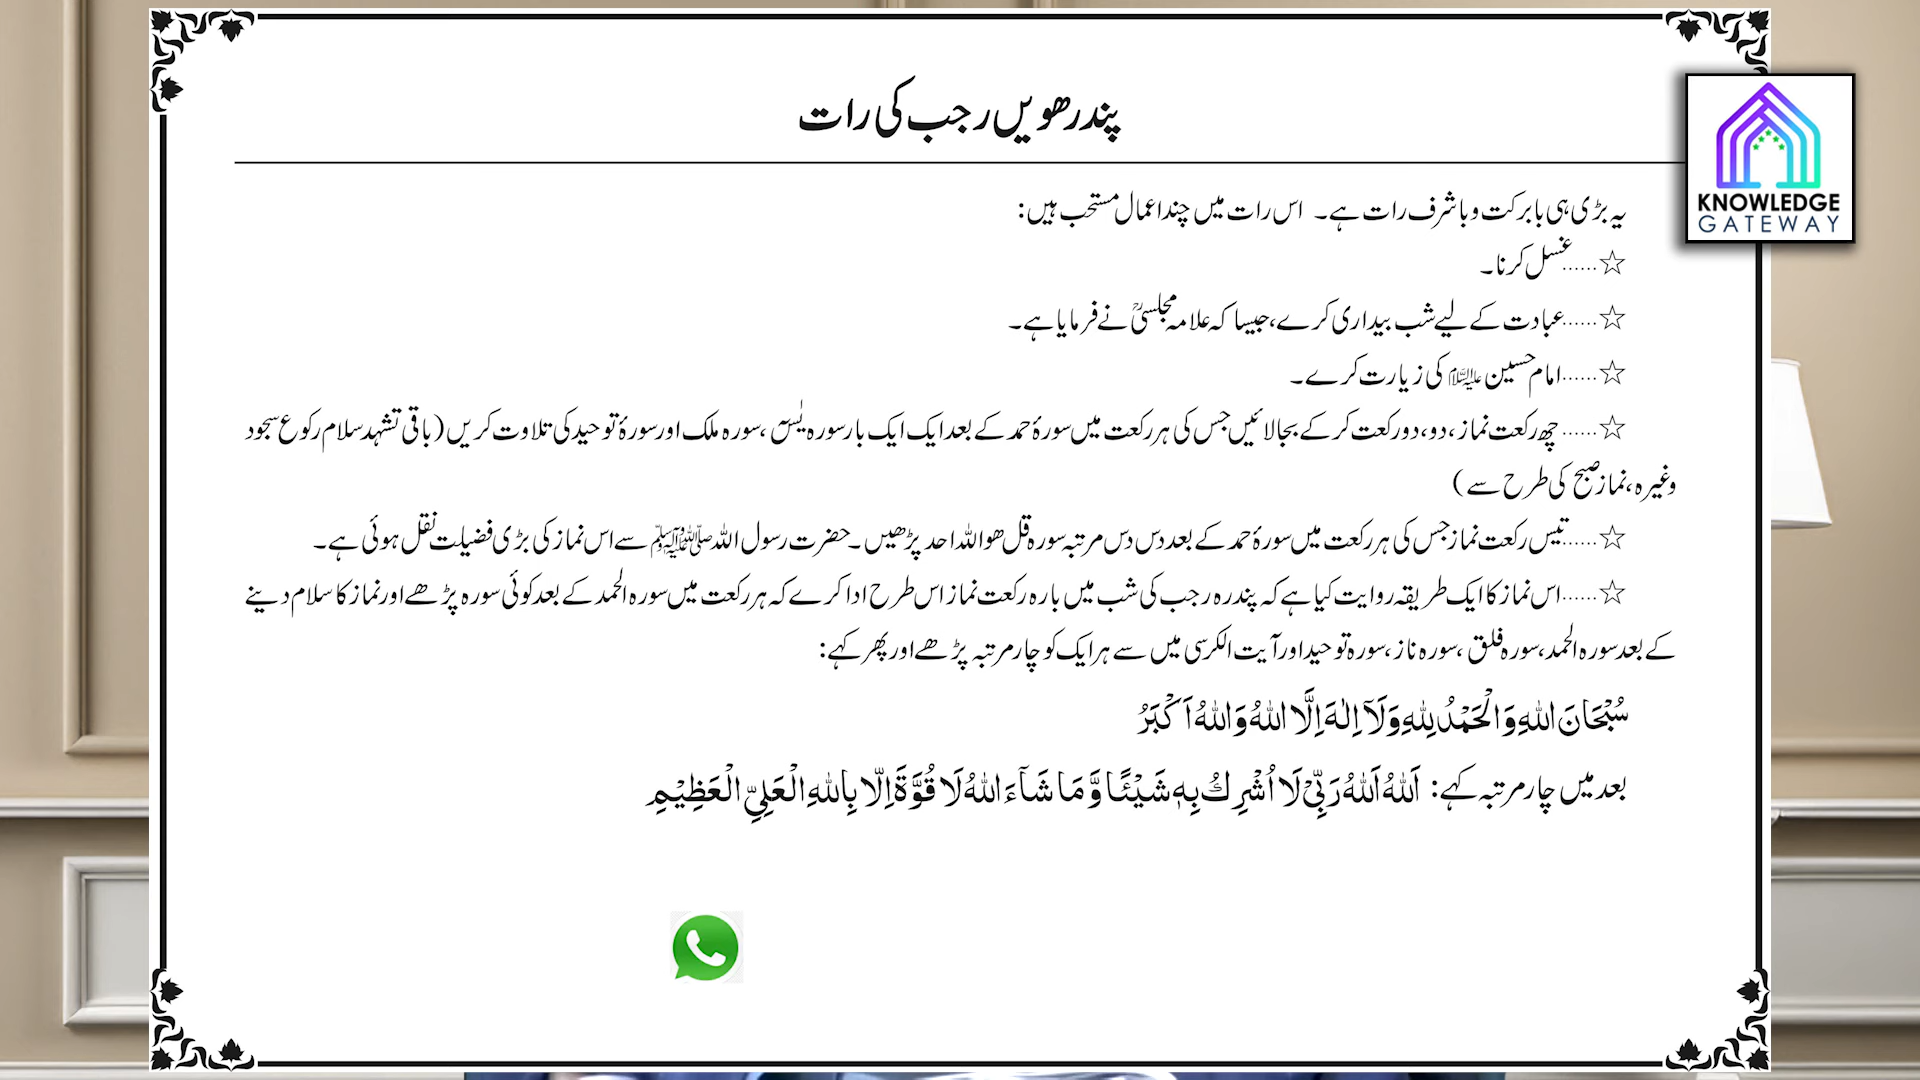 پندرھویں رجب کی رات
KNOWLEDGE
GATEWAY
یہ بڑی ہی بابرکت و باشرف رات ہے۔ اس رات میں چند اعمال مستحب ہیں:
☆......غسل کرنا۔
☆......عبادت کے لیے شب بیداری کرے، جیسا کہ علامہ مجلسیؒ نے فرمایا ہے۔
☆......امام حسین علیہ السلام کی زیارت کرے۔
☆......چھ رکعت نماز، دو، دو رکعت کر کے بجا لائیں جس کی ہر رکعت میں سورۂ حمد کے بعد ایک ایک بار سورہ یٰسٓ، سورہ ملک اور سورۂ توحید کی تلاوت کریں (باقی تشہد سلام رکوع سجود
وغیرہ، نماز صبح کی طرح سے)
☆......تیس رکعت نماز جس کی ہر رکعت میں سورۂ حمد کے بعد دس دس مرتبہ سورہ قل ھو اللہ احد پڑھیں۔ حضرت رسول اللہ ﷺ سے اس نماز کی بڑی فضیلت نقل ہوئی ہے۔
☆......اس نماز کا ایک طریقہ روایت کیا ہے کہ پندرہ رجب کی شب میں بارہ رکعت نماز اس طرح ادا کرے کہ ہر رکعت میں سورہ الحمد کے بعد کوئی سورہ پڑھے اور نماز کا سلام دینے
کے بعد سورہ الحمد، سورہ فلق، سورہ ناز، سورہ توحید اور آیت الکرسی میں سے ہر ایک کو چار مرتبہ پڑھے اور پھر کہے:
سُبْحَانَ اللهِ وَالْحَمْدُ لِلهِ وَلَآ اِلٰهَ اِلَّا اللهُ وَاللهُ اَكْبَرُ
بعد میں چار مرتبہ کہے: اَللهُ اَللهُ رَبِّيْ لَا اُشْرِكُ بِهٖ شَيْئًا وَّ مَا شَآءَ اللهُ لَا قُوَّةَ اِلَّا بِاللهِ الْعَلِيِّ الْعَظِيْمِ